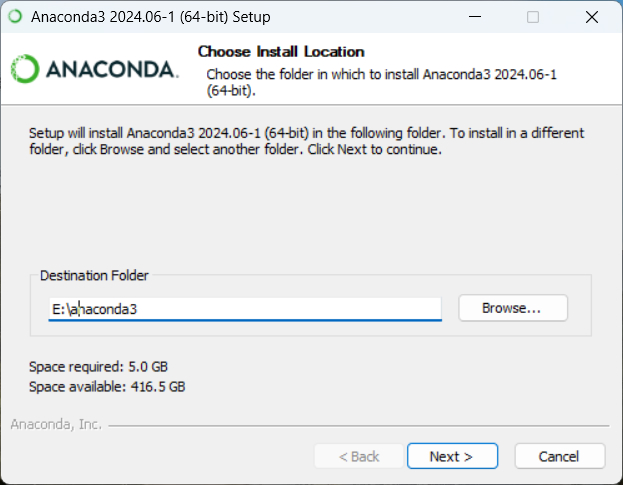 Anaconda3 2024.06-1 (64-bit) Setup
ANACONDA.
Choose Install Location
Choose the folder in which to install Anaconda3 2024.06-1
(64-bit).
Setup will install Anaconda3 2024.06-1 (64-bit) in the following folder. To install in a different
folder, click Browse and select another folder. Click Next to continue.
Destination Folder
E:\anaconda3
Browse...
Space required: 5.0 GB
Space available: 416.5 GB
Anaconda, Inc.
< Back
Next >
Cancel